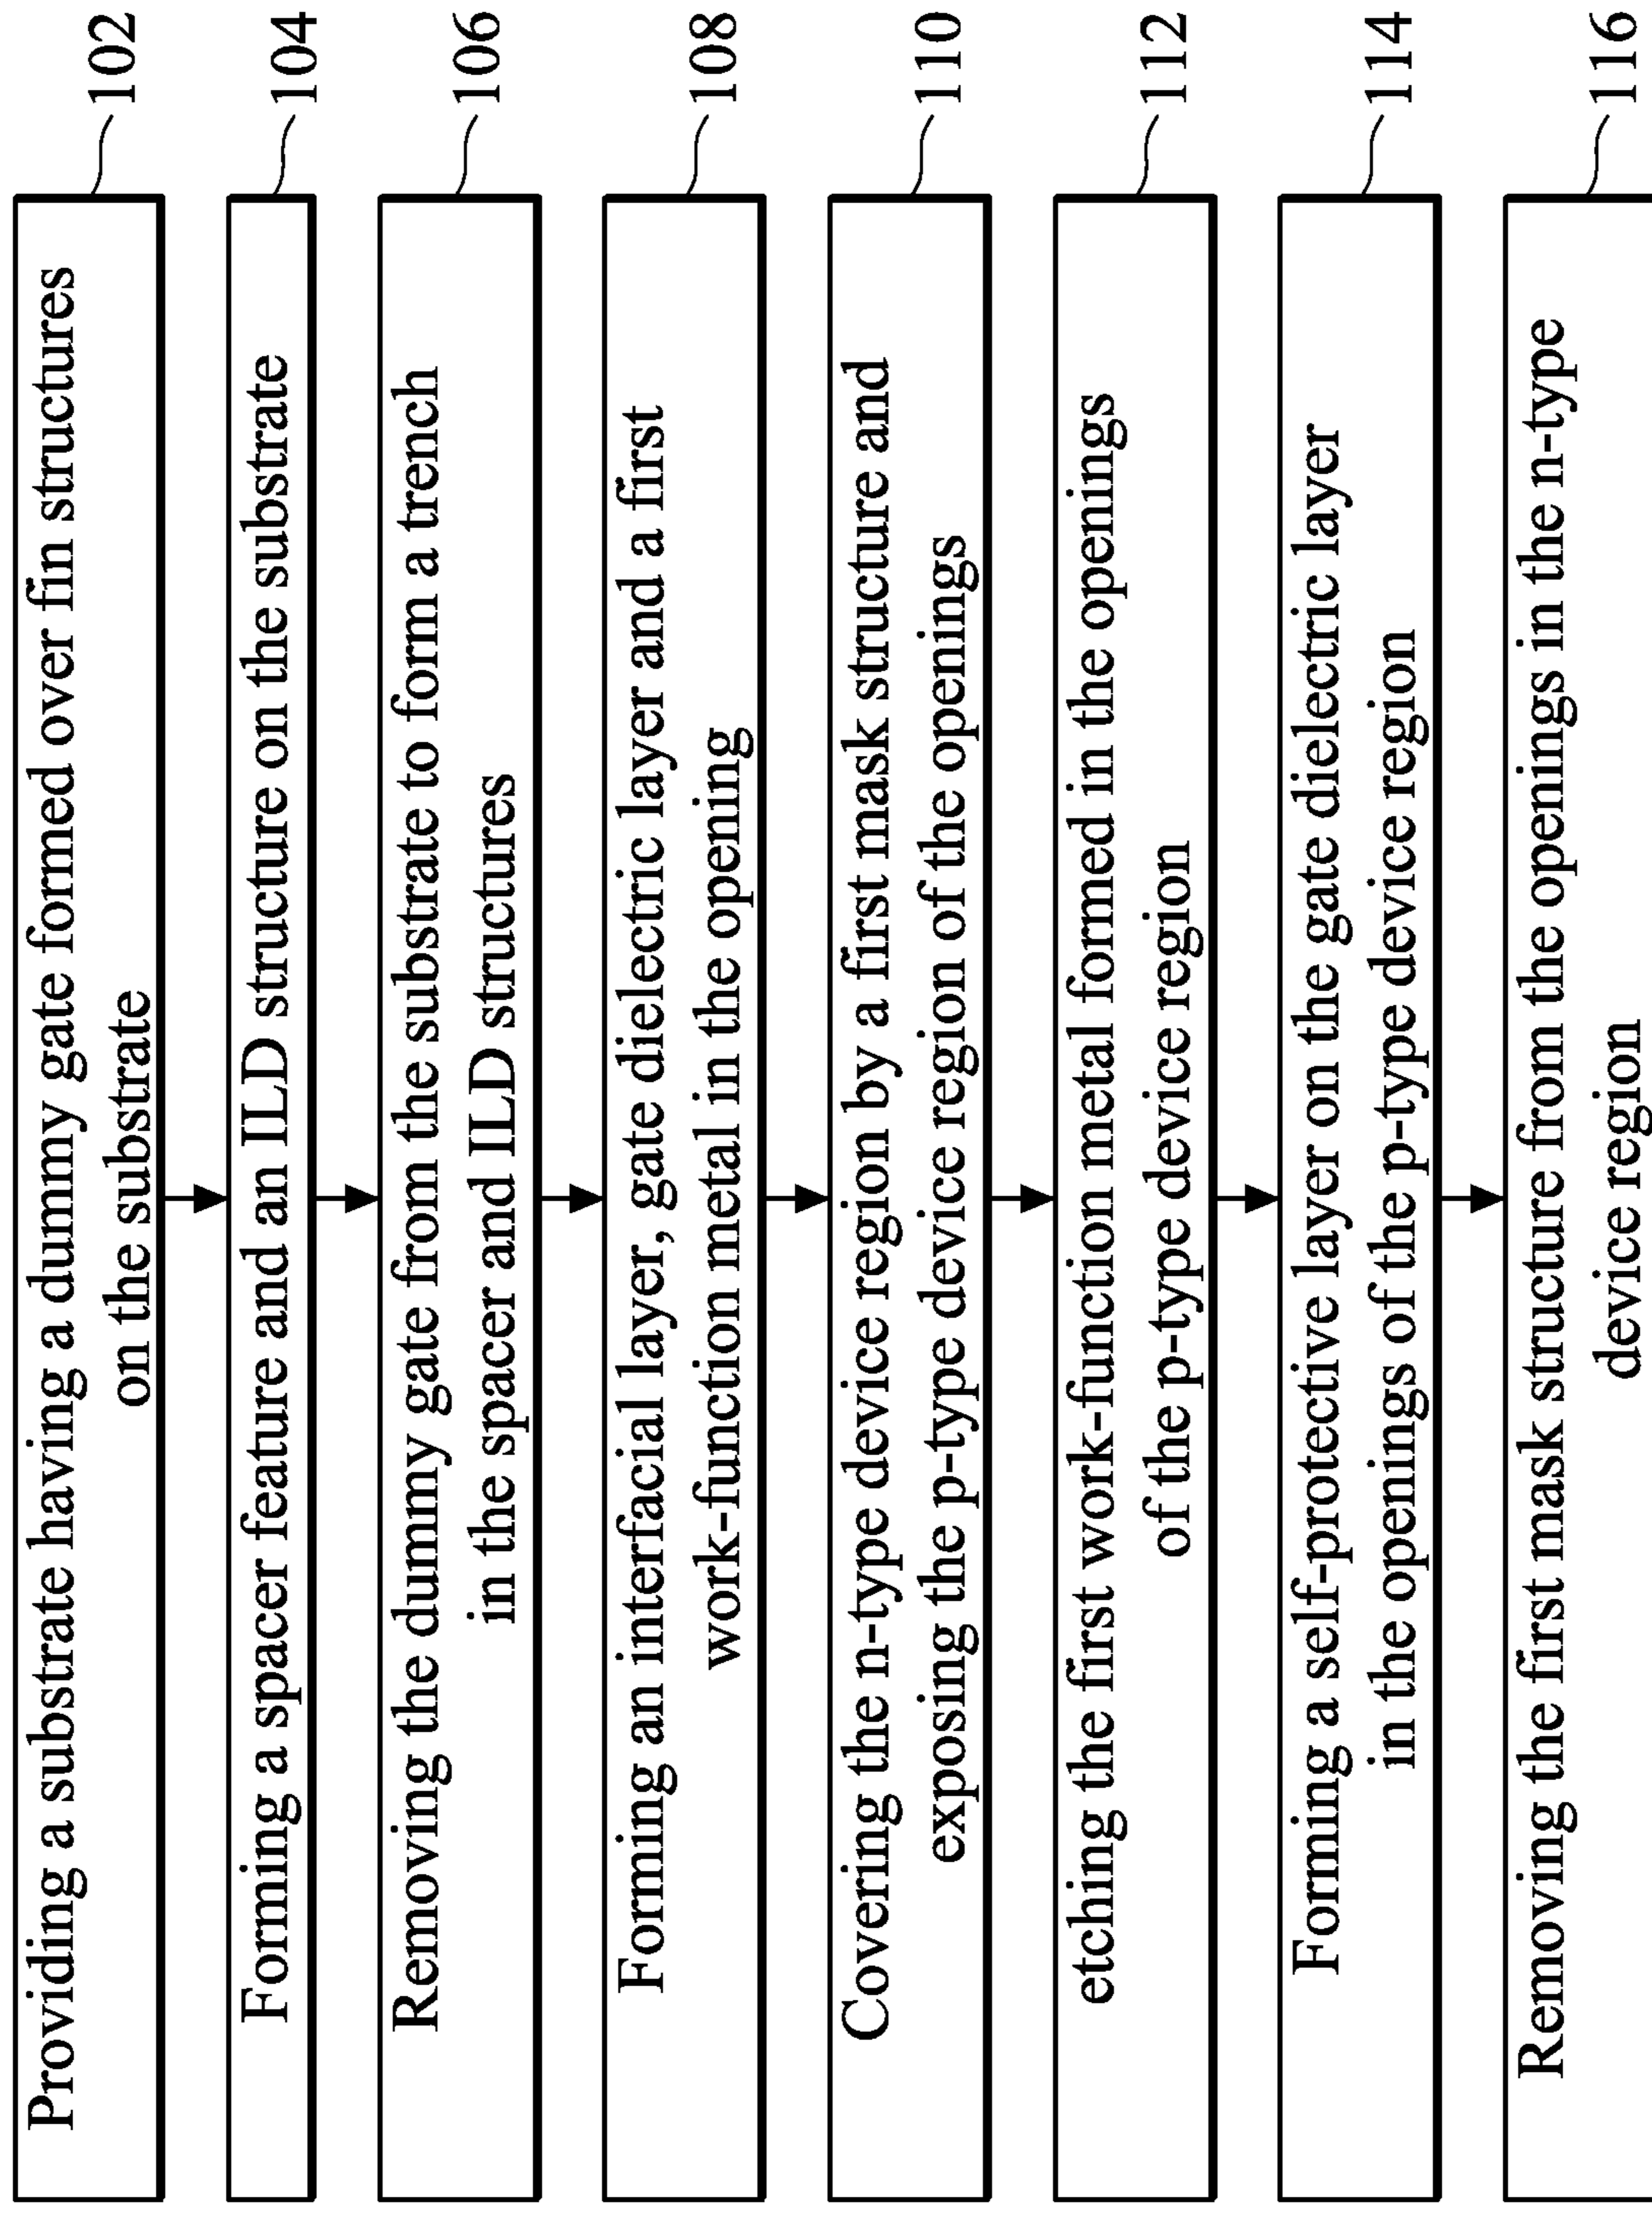 Providing a substrate having a dummy gate formed over fin structures
on the substrate
102
Forming a spacer feature and an ILD structure on the substrate
104
Removing the dummy gate from the substrate to form a trench
in the spacer and ILD structures
106
Forming an interfacial layer, gate dielectric layer and a first
work-function metal in the opening
108
Covering the n-type device region by a first mask structure and
exposing the p-type device region of the openings
110
etching the first work-function metal formed in the openings
of the p-type device region
112
Forming a self-protective layer on the gate dielectric layer
in the openings of the p-type device region
114
Removing the first mask structure from the openings in the n-type
device region
116